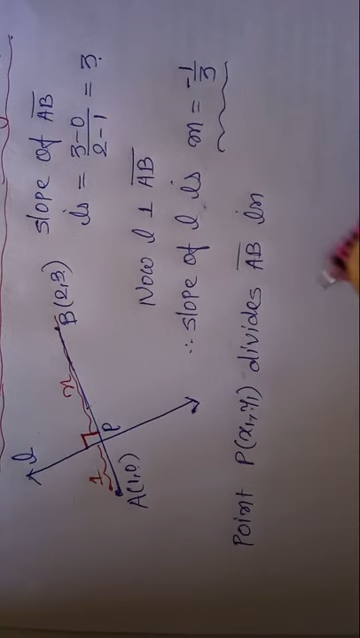 l
1
n
P
A(1,0)
B(2,3)
slope of AB
is = 3-0/2-1 = 3.
Now l ⊥ AB
∴ slope of l is m = -1/3
Point P(x₁,y₁) divides AB in